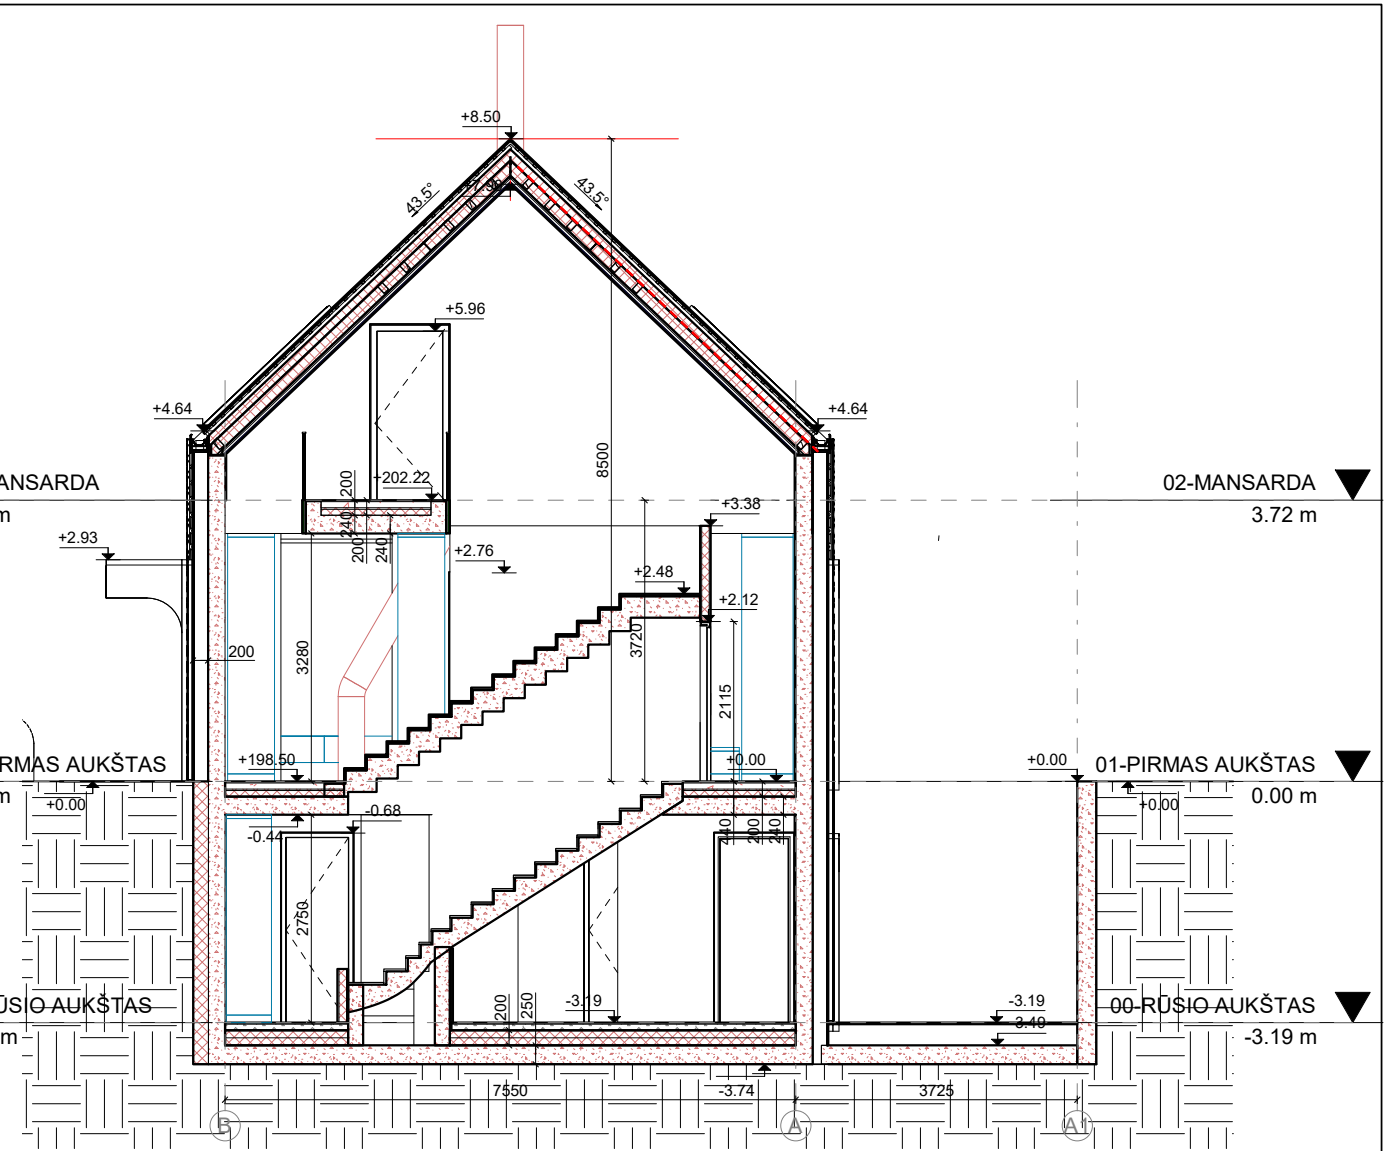 +8.50
43.5°
43.5°
+5.96
+4.64
+4.64
8500
200
+202.22
ANSARDA
m
02-MANSARDA
3.72 m
+3.38
240
200
240
+2.93
+2.76
+2.48
+2.12
3280
200
3720
2115
+198.50
+0.00
+0.00
RMAS AUKŠTAS
m
01-PIRMAS AUKŠTAS
0.00 m
+0.00
+0.00
-0.44
-0.68
440
200
240
2750
ŪSIO AUKŠTAS
m
200
250
-3.19
-3.19
-3.49
00-RŪSIO AUKŠTAS
-3.19 m
7550
-3.74
3725
B
A
A1